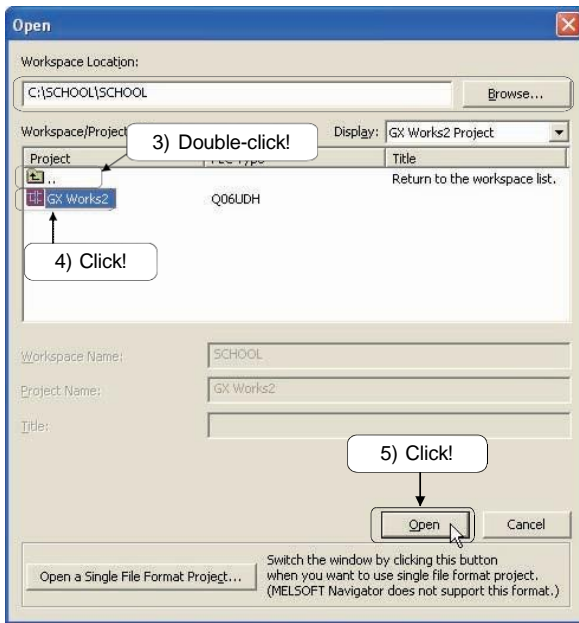 Open
Workspace Location:
C:\SCHOOL\SCHOOL
Browse...
Workspace/Project
3) Double-click!
Display: GX Works2 Project
Project Type Title
.. Return to the workspace list.
GX Works2 Q06UDH
4) Click!
Workspace Name: SCHOOL
Project Name: GX Works2
Title:
5) Click!
Open Cancel
Open a Single File Format Project...
Switch the window by clicking this button
when you want to use single file format project.
(MELSOFT Navigator does not support this format.)